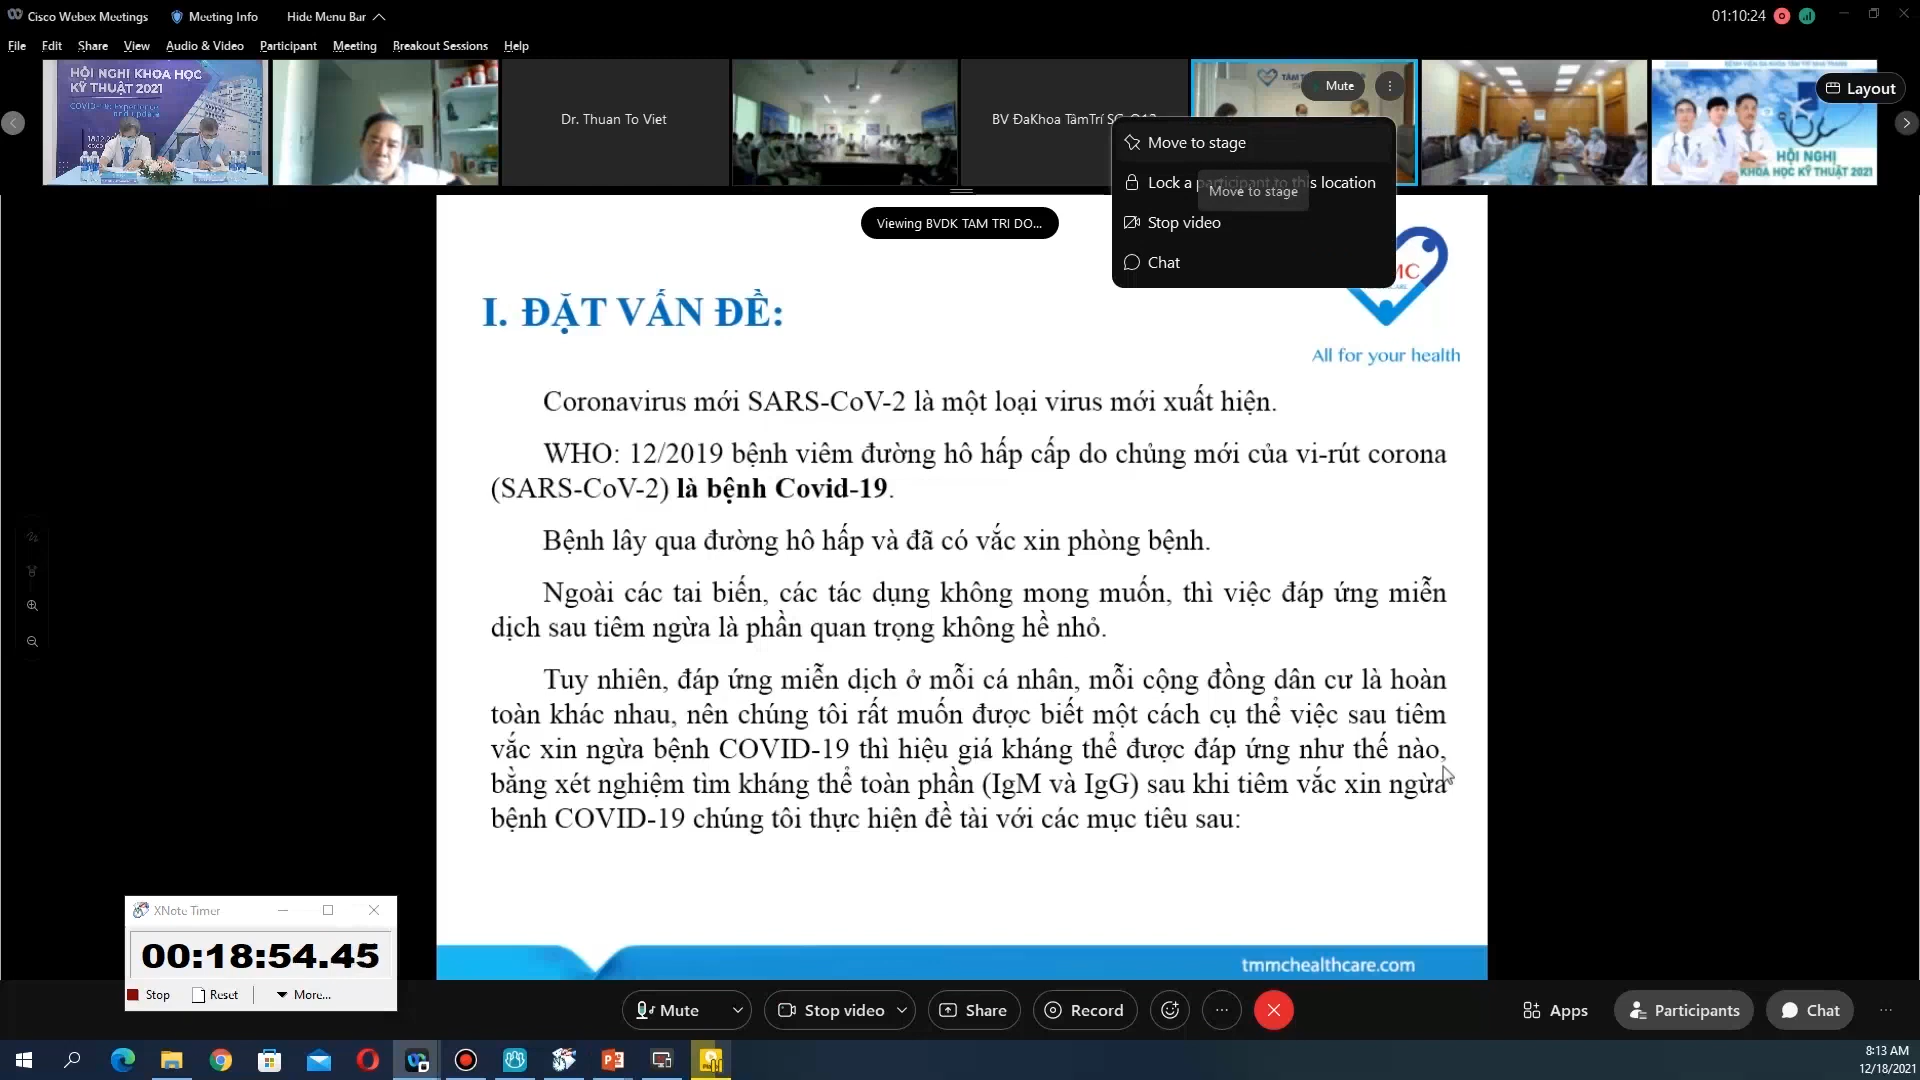 Cisco Webex Meetings
Meeting Info
Hide Menu Bar
01:10:24
File Edit Share View Audio & Video Participant Meeting Breakout Sessions Help
HỘI NGHỊ KHOA HỌC
KỸ THUẬT 2021
Dr. Thuan To Viet
BV ĐaKhoa TâmTrí SG
Mute
Layout
HỘI NGHỊ
KHOA HỌC KỸ THUẬT 2021
Move to stage
Lock a participant to this location
Move to stage
Stop video
Chat
Viewing BVDK TAM TRI DO...
MC
All for your health
I. ĐẶT VẤN ĐỀ:
Coronavirus mới SARS-CoV-2 là một loại virus mới xuất hiện.
WHO: 12/2019 bệnh viêm đường hô hấp cấp do chủng mới của vi-rút corona
(SARS-CoV-2) là bệnh Covid-19.
Bệnh lây qua đường hô hấp và đã có vắc xin phòng bệnh.
Ngoài các tai biến, các tác dụng không mong muốn, thì việc đáp ứng miễn
dịch sau tiêm ngừa là phần quan trọng không hề nhỏ.
Tuy nhiên, đáp ứng miễn dịch ở mỗi cá nhân, mỗi cộng đồng dân cư là hoàn
toàn khác nhau, nên chúng tôi rất muốn được biết một cách cụ thể việc sau tiêm
vắc xin ngừa bệnh COVID-19 thì hiệu giá kháng thể được đáp ứng như thế nào,
bằng xét nghiệm tìm kháng thể toàn phần (IgM và IgG) sau khi tiêm vắc xin ngừa
bệnh COVID-19 chúng tôi thực hiện đề tài với các mục tiêu sau:
tmmchealthcare.com
XNote Timer
00:18:54.45
Stop Reset More...
Mute
Stop video
Share
Record
Apps
Participants
Chat
8:13 AM
12/18/2021